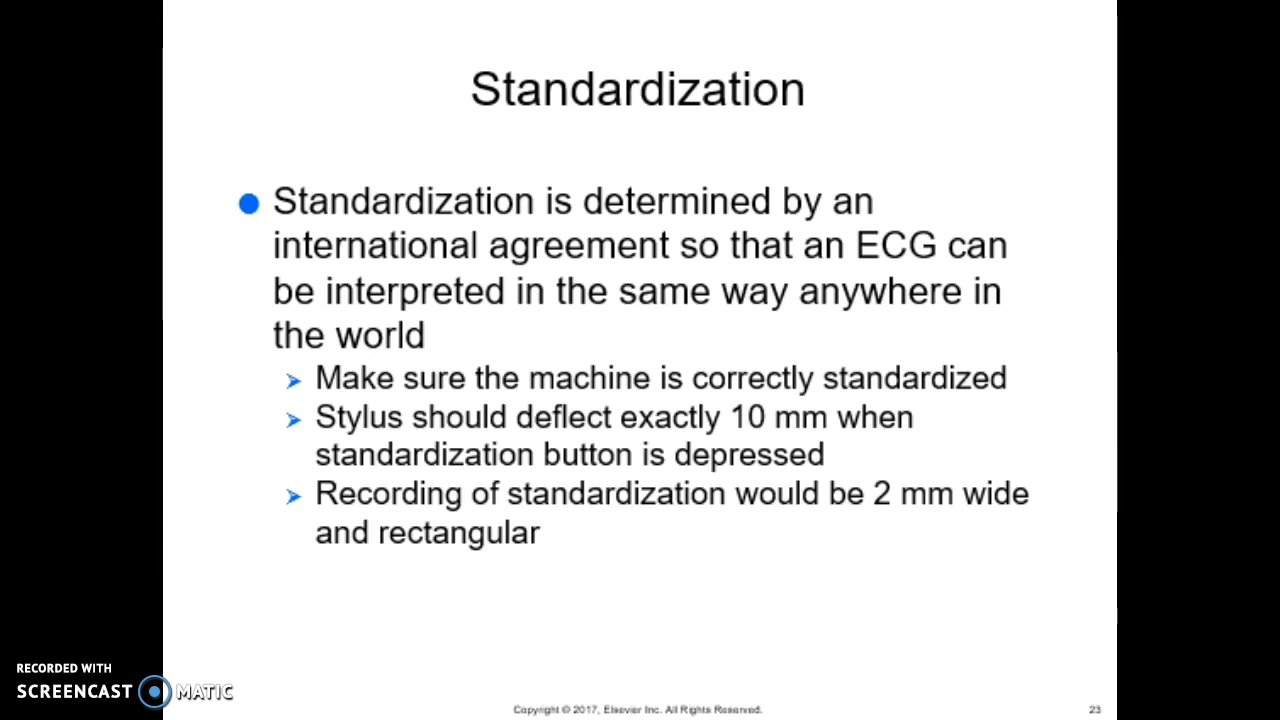 Standardization
Standardization is determined by an
international agreement so that an ECG can
be interpreted in the same way anywhere in
the world
Make sure the machine is correctly standardized
Stylus should deflect exactly 10 mm when
standardization button is depressed
Recording of standardization would be 2 mm wide
and rectangular
RECORDED WITH
SCREENCAST MATIC
Copyright © 2017, Elsevier Inc. All Rights Reserved.
23